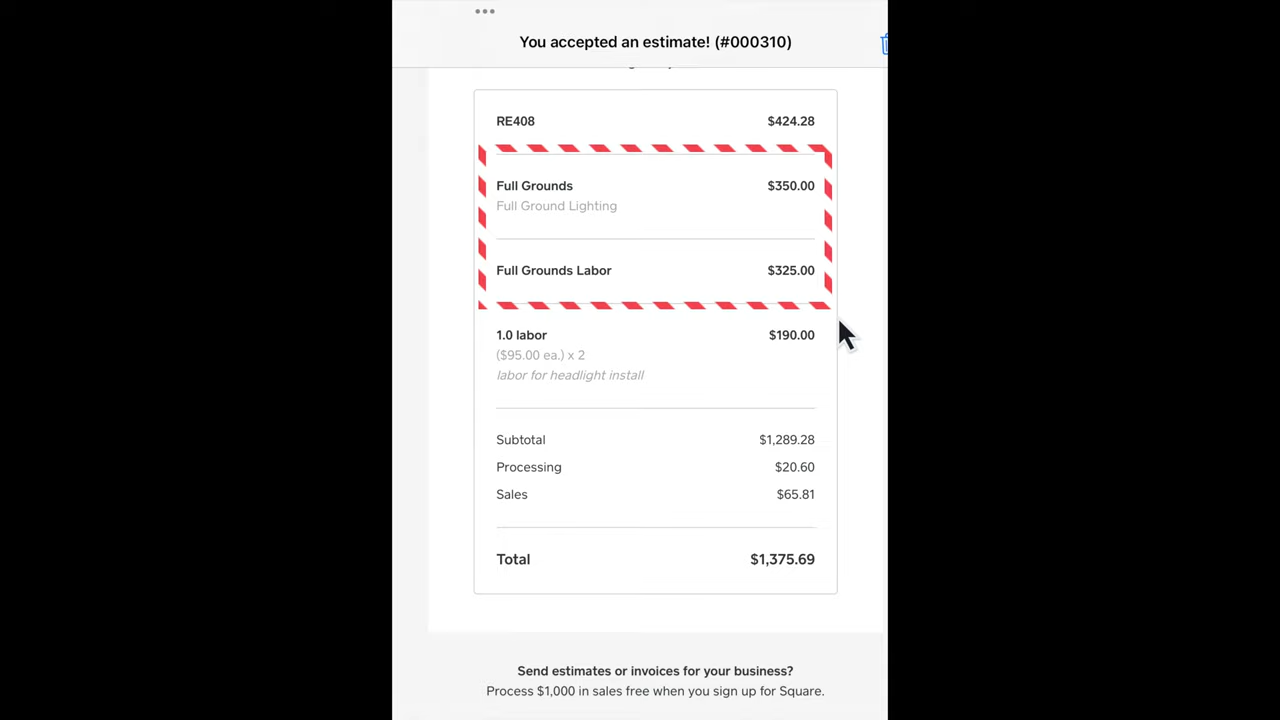 You accepted an estimate! (#000310)
RE408 $424.28
Full Grounds $350.00
Full Ground Lighting
Full Grounds Labor $325.00
1.0 labor $190.00
($95.00 ea.) x 2
labor for headlight install
Subtotal $1,289.28
Processing $20.60
Sales $65.81
Total $1,375.69
Send estimates or invoices for your business?
Process $1,000 in sales free when you sign up for Square.